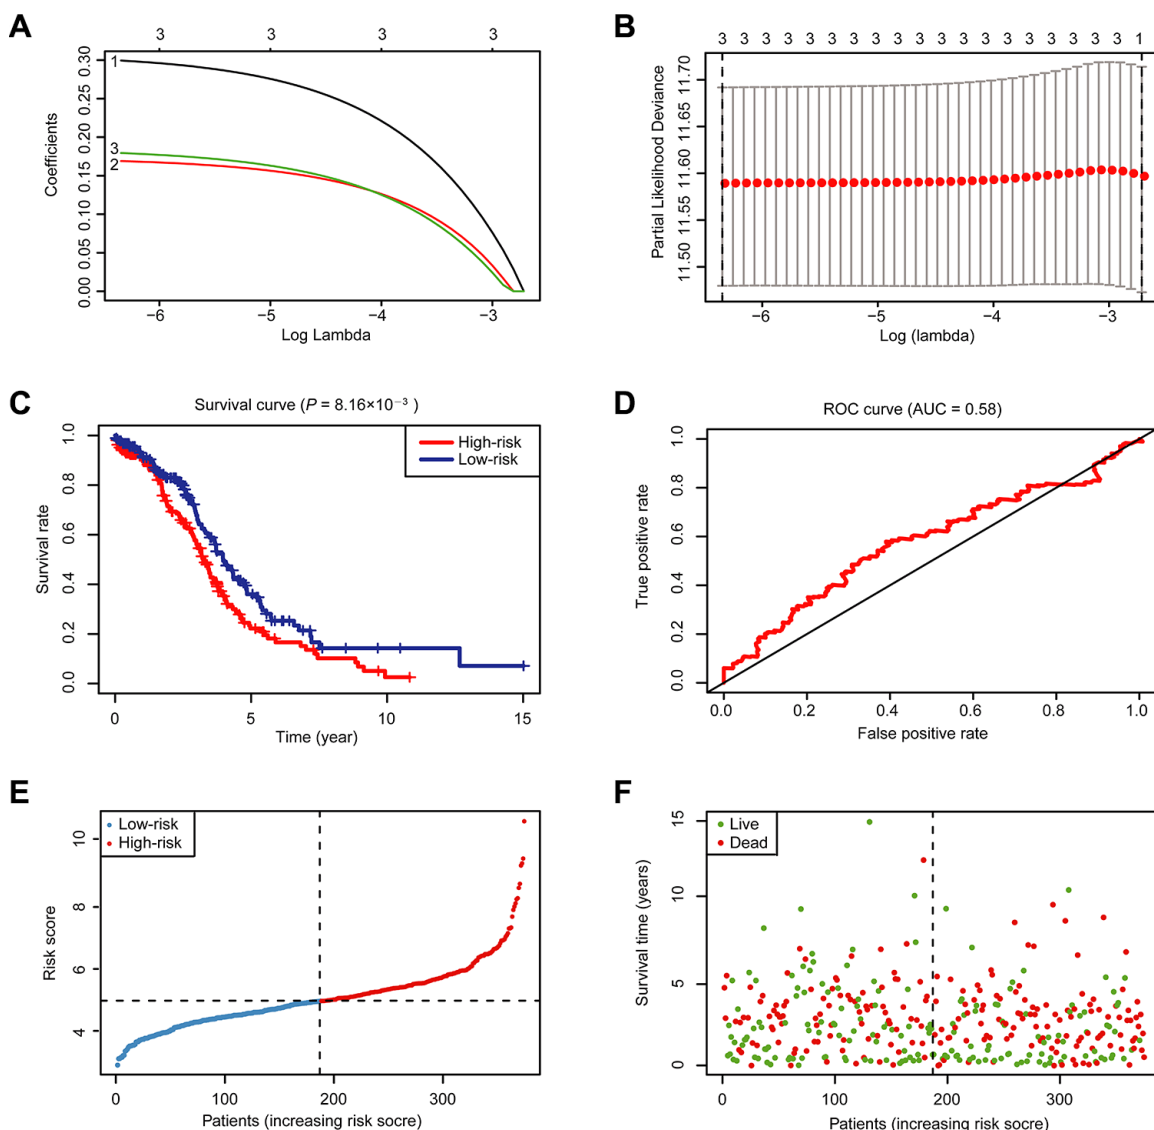 A
3 3 3 3
Coefficients
0.00 0.05 0.10 0.15 0.20 0.25 0.30
1
3
2
−6 −5 −4 −3
Log Lambda
B
3 3 3 3 3 3 3 3 3 3 3 3 3 3 3 3 3 3 3 1
Partial Likelihood Deviance
11.50 11.55 11.60 11.65 11.70
−6 −5 −4 −3
Log (lambda)
C
Survival curve (P = 8.16×10⁻³ )
High-risk
Low-risk
Survival rate
0.0 0.2 0.4 0.6 0.8 1.0
0 5 10 15
Time (year)
D
ROC curve (AUC = 0.58)
True positive rate
0.0 0.2 0.4 0.6 0.8 1.0
0.0 0.2 0.4 0.6 0.8 1.0
False positive rate
E
Low-risk
High-risk
Risk score
4 6 8 10
0 100 200 300
Patients (increasing risk socre)
F
Live
Dead
Survival time (years)
0 5 10 15
0 100 200 300
Patients (increasing risk score)